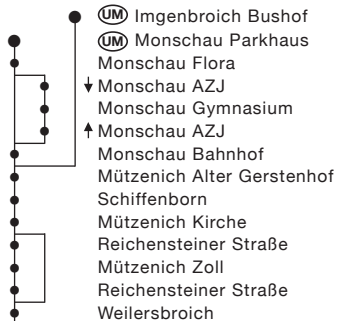 UM Imgenbroich Bushof
UM Monschau Parkhaus
Monschau Flora
Monschau AZJ
Monschau Gymnasium
Monschau AZJ
Monschau Bahnhof
Mützenich Alter Gerstenhof
Schiffenborn
Mützenich Kirche
Reichensteiner Straße
Mützenich Zoll
Reichensteiner Straße
Weilersbroich